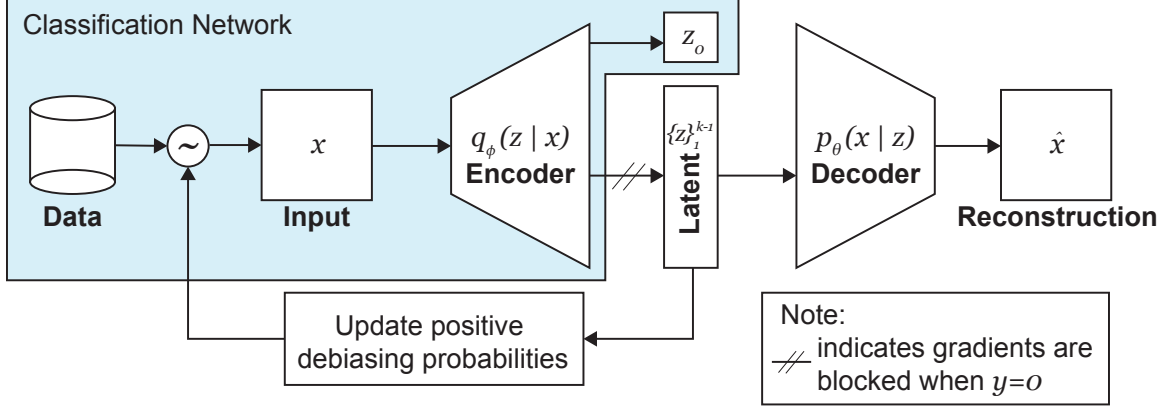 Classification Network
z_o
~
x
q_ϕ(z | x)
Encoder
{z}_1^{k-1}
Latent
p_θ(x | z)
Decoder
x̂
Data
Input
Reconstruction
Update positive
debiasing probabilities
Note:
indicates gradients are
blocked when y=0